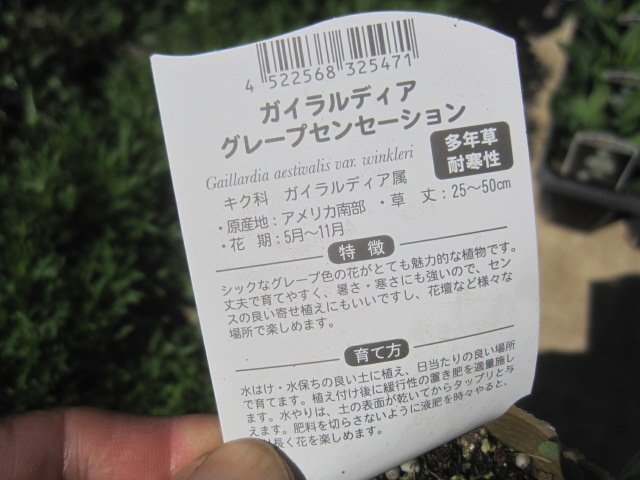 4 522568 325471
ガイラルディア
グレープセンセーション
Gaillardia aestivalis var. winkleri
多年草
耐寒性
キク科 ガイラルディア属
・原産地：アメリカ南部 ・草 丈：25～50cm
・花 期：5月～11月
特徴
シックなグレープ色の花がとても魅力的な植物です。
丈夫で育てやすく、暑さ・寒さにも強いので、セン
スの良い寄せ植えにもいいですし、花壇など様々な
場所で楽しめます。
育て方
水はけ・水保ちの良い土に植え、日当たりの良い場所
で育てます。植え付け後に緩行性の置き肥を適量施し
ます。水やりは、土の表面が乾いてからタップリと与
えます。肥料を切らさないように液肥を時々やると、
長く花を楽しめます。